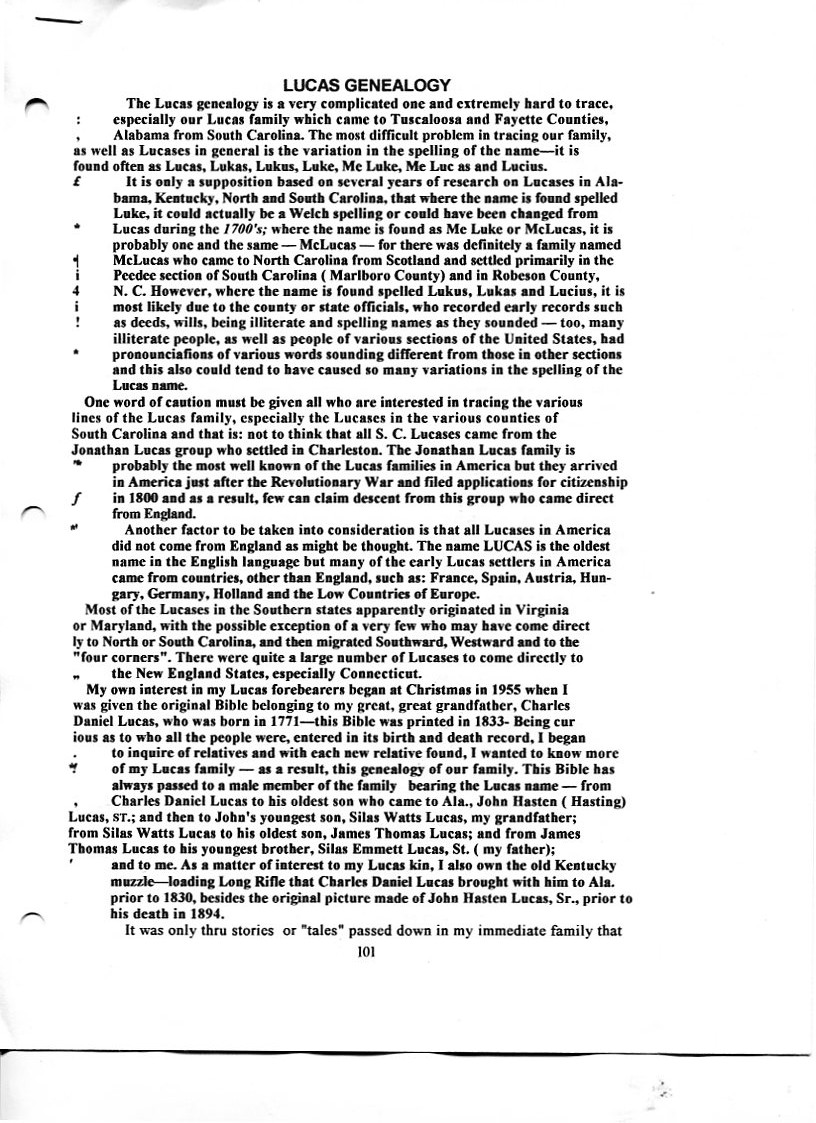 LUCAS GENEALOGY
The Lucas genealogy is a very complicated one and extremely hard to trace,
: especially our Lucas family which came to Tuscaloosa and Fayette Counties,
, Alabama from South Carolina. The most difficult problem in tracing our family,
as well as Lucases in general is the variation in the spelling of the name—it is
found often as Lucas, Lukas, Lukus, Luke, Mc Luke, Me Luc as and Lucius.
£ It is only a supposition based on several years of research on Lucases in Ala-
bama, Kentucky, North and South Carolina, that where the name is found spelled
Luke, it could actually be a Welch spelling or could have been changed from
* Lucas during the 1700's; where the name is found as Me Luke or McLucas, it is
probably one and the same — McLucas — for there was definitely a family named
•| McLucas who came to North Carolina from Scotland and settled primarily in the
i Peedee section of South Carolina ( Marlboro County) and in Robeson County,
4 N. C. However, where the name is found spelled Lukus, Lukas and Lucius, it is
i most likely due to the county or state officials, who recorded early records such
! as deeds, wills, being illiterate and spelling names as they sounded — too, many
illiterate people, as well as people of various sections of the United States, had
* pronounciafions of various words sounding different from those in other sections
and this also could tend to have caused so many variations in the spelling of the
Lucas name.
One word of caution must be given all who are interested in tracing the various
lines of the Lucas family, especially the Lucases in the various counties of
South Carolina and that is: not to think that all S. C. Lucases came from the
Jonathan Lucas group who settled in Charleston. The Jonathan Lucas family is
"* probably the most well known of the Lucas families in America but they arrived
in America just after the Revolutionary War and filed applications for citizenship
f in 1800 and as a result, few can claim descent from this group who came direct
from England.
*' Another factor to be taken into consideration is that all Lucases in America
did not come from England as might be thought. The name LUCAS is the oldest
name in the English language but many of the early Lucas settlers in America
came from countries, other than England, such as: France, Spain, Austria, Hun-
gary, Germany, Holland and the Low Countries of Europe.
Most of the Lucases in the Southern states apparently originated in Virginia
or Maryland, with the possible exception of a very few who may have come direct
ly to North or South Carolina, and then migrated Southward, Westward and to the
"four corners". There were quite a large number of Lucases to come directly to
„ the New England States, especially Connecticut.
My own interest in my Lucas forebearers began at Christmas in 1955 when I
was given the original Bible belonging to my great, great grandfather, Charles
Daniel Lucas, who was born in 1771—this Bible was printed in 1833- Being cur
ious as to who all the people were, entered in its birth and death record, I began
. to inquire of relatives and with each new relative found, I wanted to know more
*! of my Lucas family — as a result, this genealogy of our family. This Bible has
always passed to a male member of the family bearing the Lucas name — from
, Charles Daniel Lucas to his oldest son who came to Ala., John Hasten ( Hasting)
Lucas, ST.; and then to John's youngest son, Silas Watts Lucas, my grandfather;
from Silas Watts Lucas to his oldest son, James Thomas Lucas; and from James
Thomas Lucas to his youngest brother, Silas Emmett Lucas, St. ( my father);
' and to me. As a matter of interest to my Lucas kin, I also own the old Kentucky
muzzle—loading Long Rifle that Charles Daniel Lucas brought with him to Ala.
prior to 1830, besides the original picture made of John Hasten Lucas, Sr., prior to
his death in 1894.
It was only thru stories or "tales" passed down in my immediate family that
101